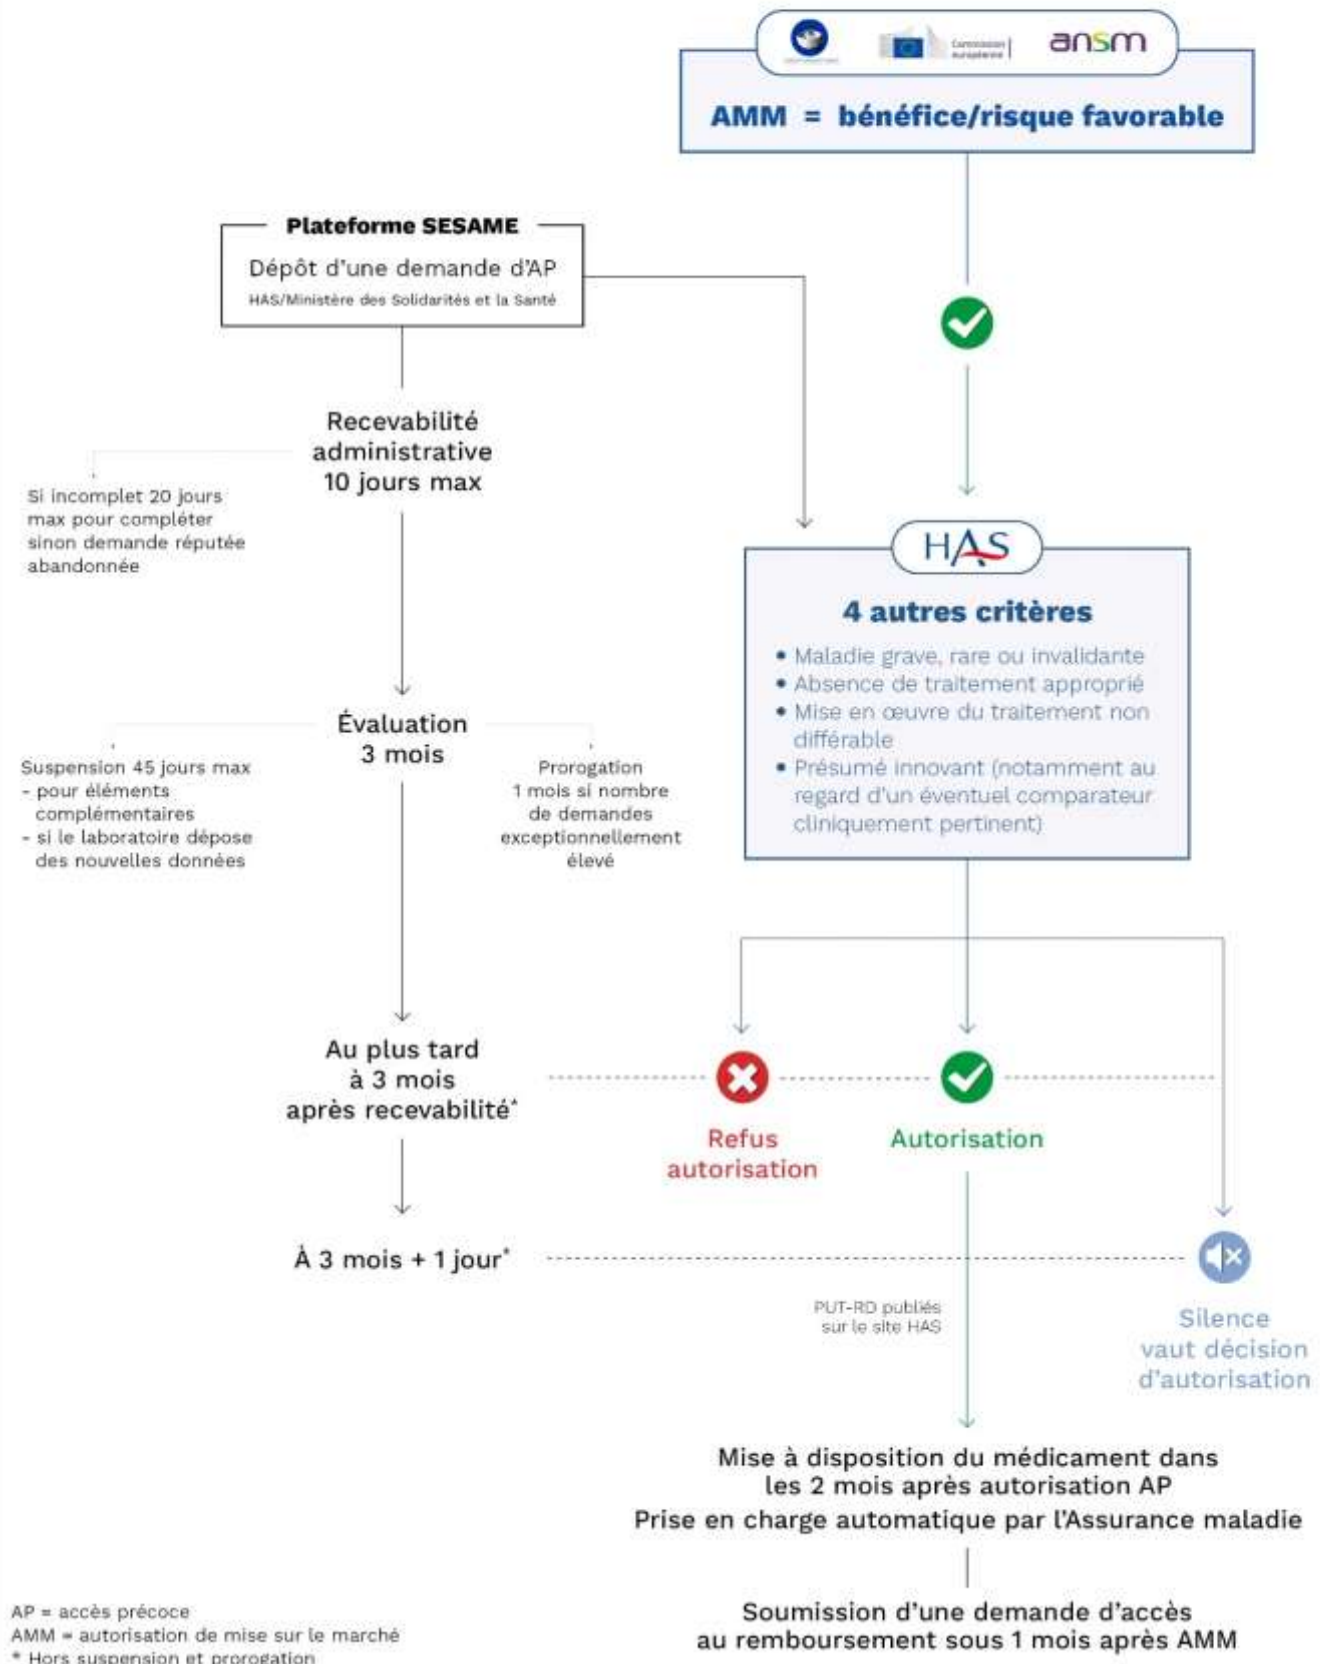 Commission
européenne
ansm
AMM = bénéfice/risque favorable
Plateforme SESAME
Dépôt d'une demande d'AP
HAS/Ministère des Solidarités et la Santé
Recevabilité
administrative
10 jours max
Si incomplet 20 jours
max pour compléter
sinon demande réputée
abandonnée
HAS
4 autres critères
• Maladie grave, rare ou invalidante
• Absence de traitement approprié
• Mise en œuvre du traitement non
différable
• Présumé innovant (notamment au
regard d'un éventuel comparateur
cliniquement pertinent)
Évaluation
3 mois
Suspension 45 jours max
- pour éléments
complémentaires
- si le laboratoire dépose
des nouvelles données
Prorogation
1 mois si nombre
de demandes
exceptionnellement
élevé
Au plus tard
à 3 mois
après recevabilité*
Refus
autorisation
Autorisation
À 3 mois + 1 jour*
PUT-RD publiés
sur le site HAS
Silence
vaut décision
d'autorisation
Mise à disposition du médicament dans
les 2 mois après autorisation AP
Prise en charge automatique par l'Assurance maladie
Soumission d'une demande d'accès
au remboursement sous 1 mois après AMM
AP = accès précoce
AMM = autorisation de mise sur le marché
* Hors suspension et prorogation